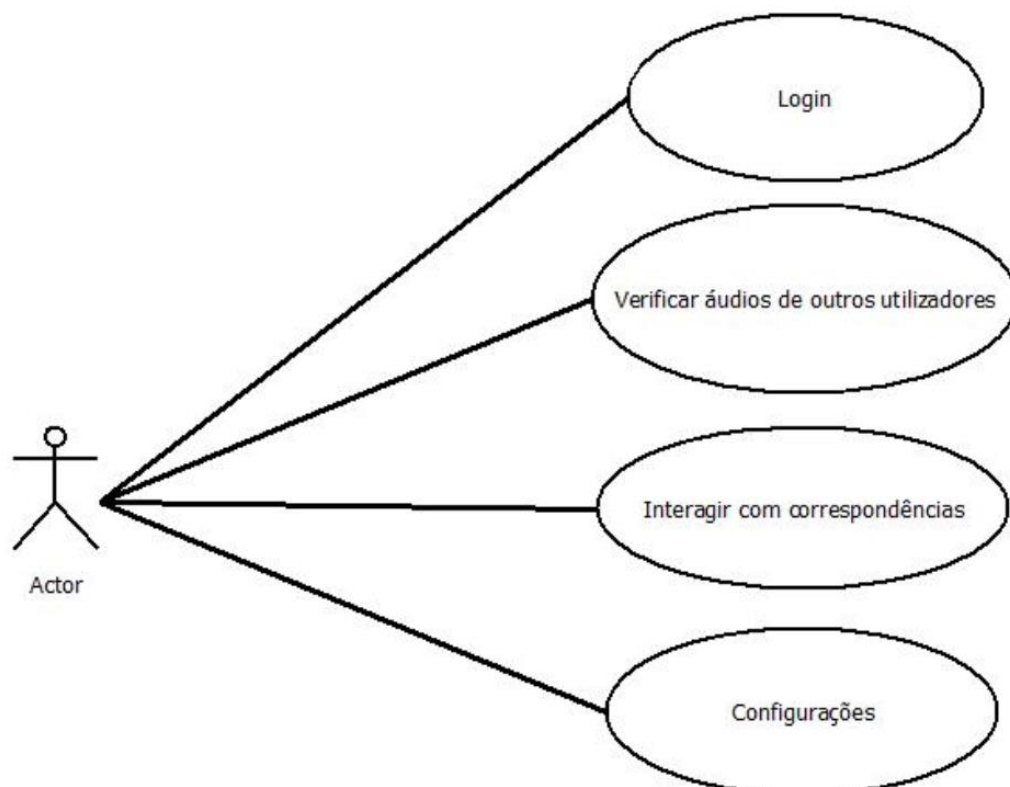 Login
Verificar áudios de outros utilizadores
Interagir com correspondências
Actor
Configurações